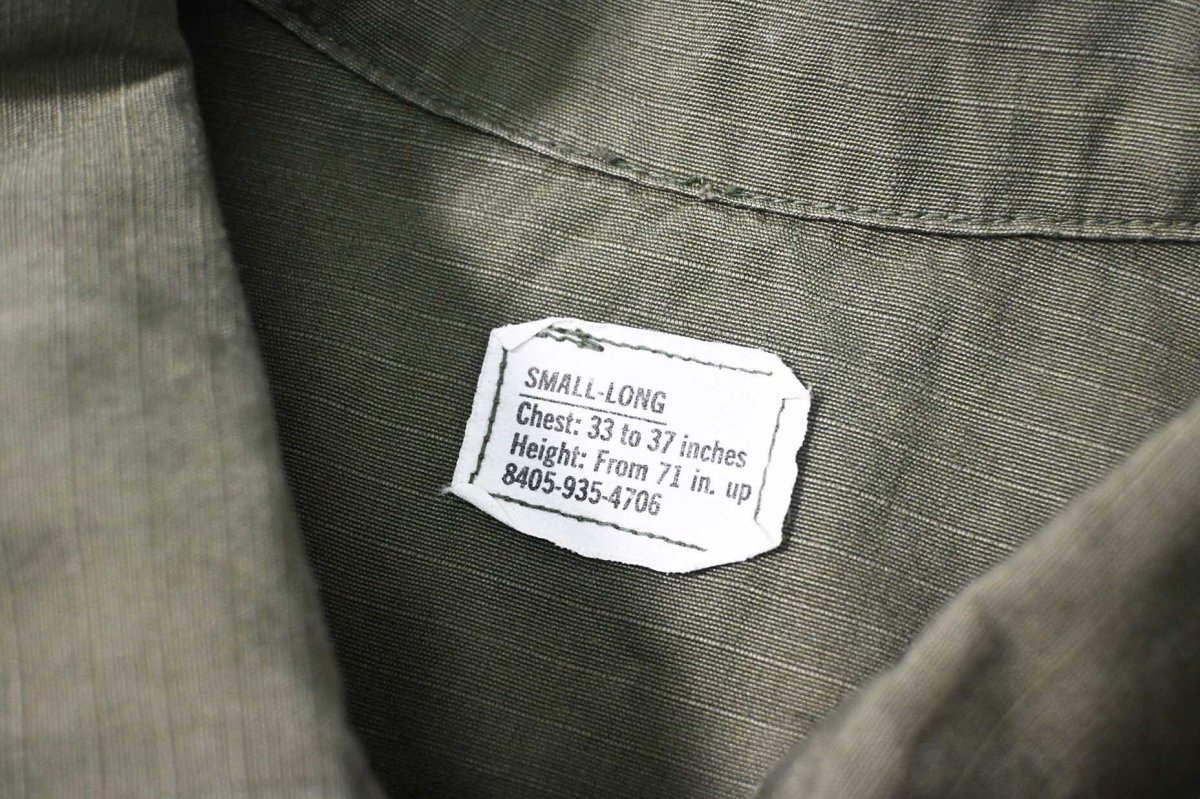 SMALL-LONG
Chest: 33 to 37 inches
Height: From 71 in. up
8405-935-4706